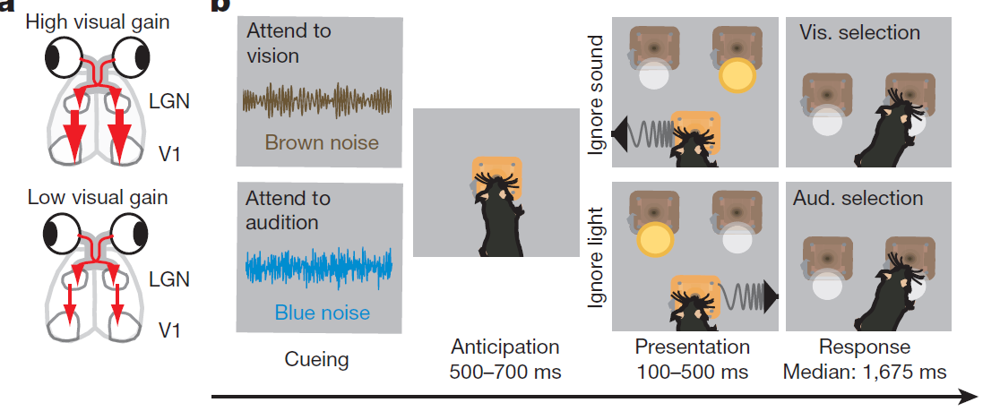 a
High visual gain
LGN
V1
Low visual gain
LGN
V1
b
Attend to
vision
Brown noise
Attend to
audition
Blue noise
Cueing
Anticipation
500–700 ms
Ignore sound
Ignore light
Presentation
100–500 ms
Vis. selection
Aud. selection
Response
Median: 1,675 ms